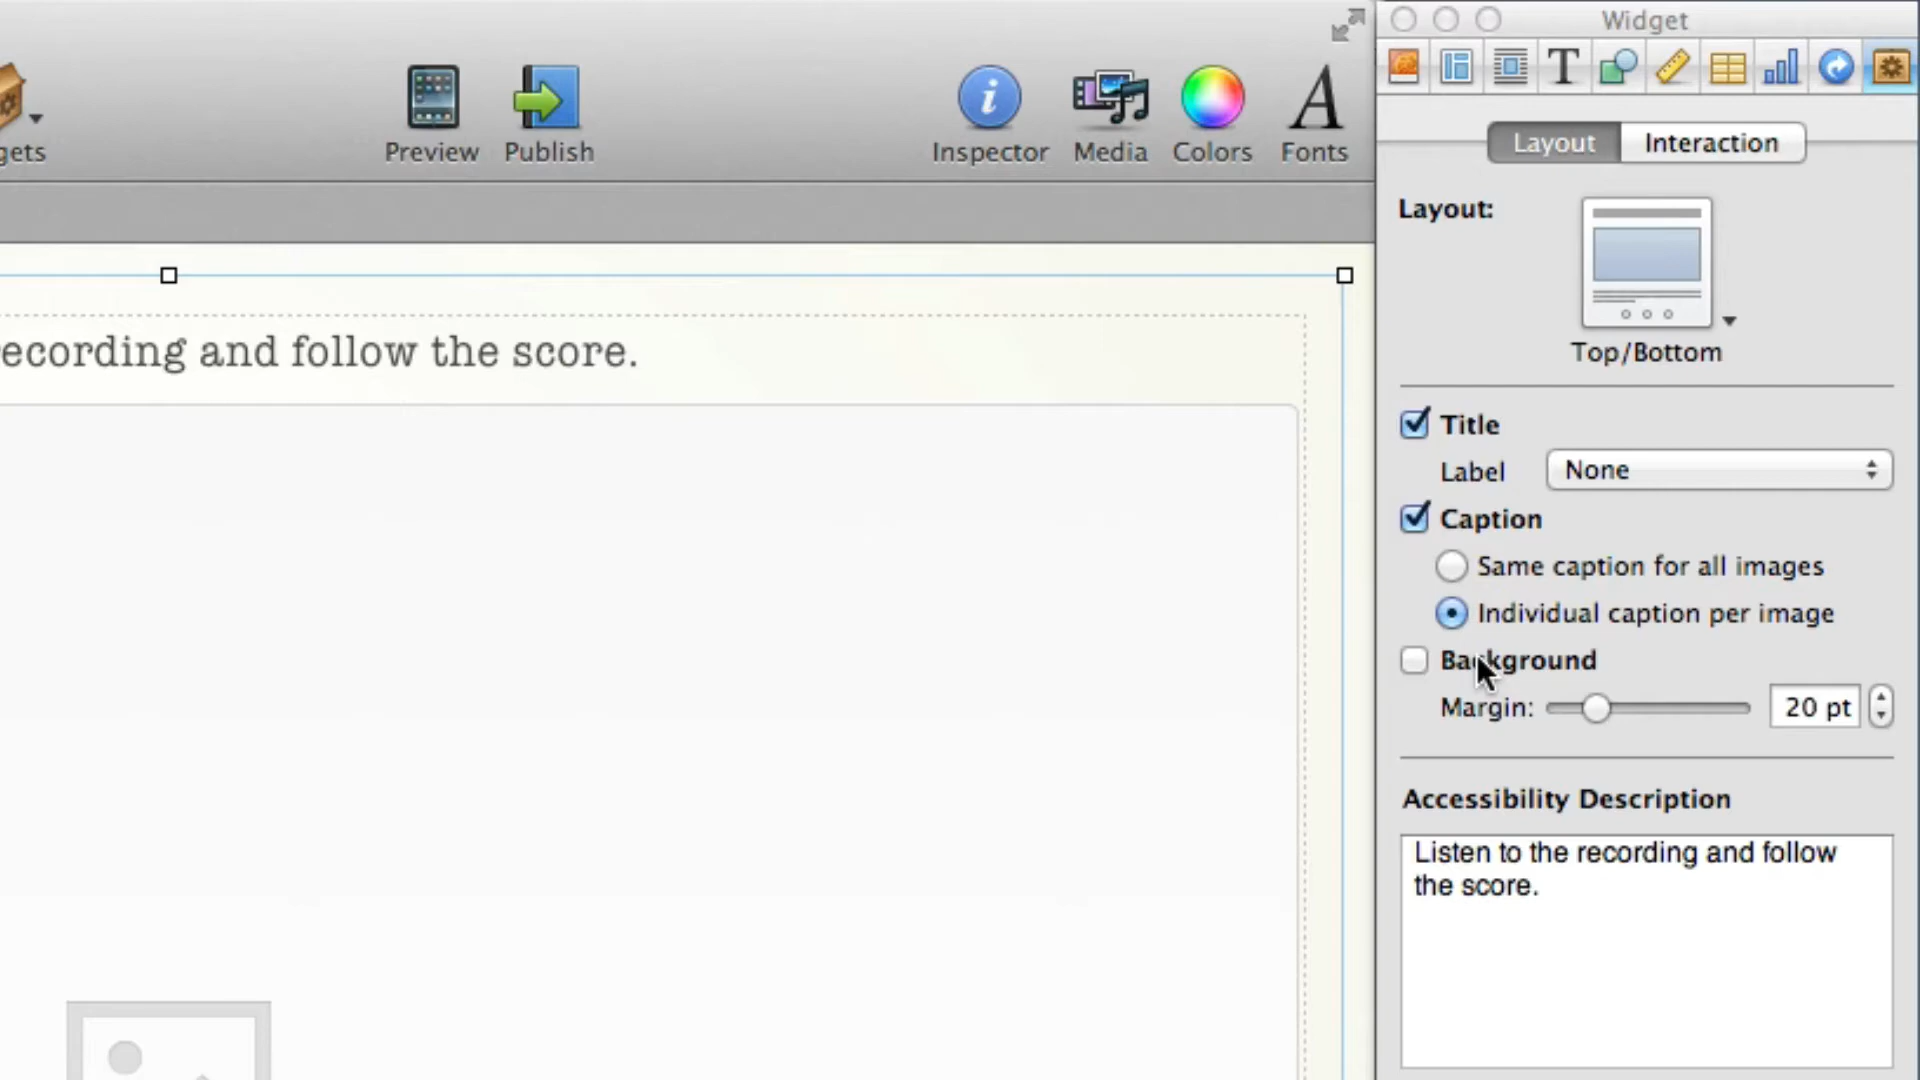 Widget
gets
Preview
Publish
Inspector
Media
Colors
Fonts
Layout
Interaction
Layout:
Top/Bottom
ecording and follow the score.
Title
Label
None
Caption
Same caption for all images
Individual caption per image
Background
Margin:
20 pt
Accessibility Description
Listen to the recording and follow
the score.